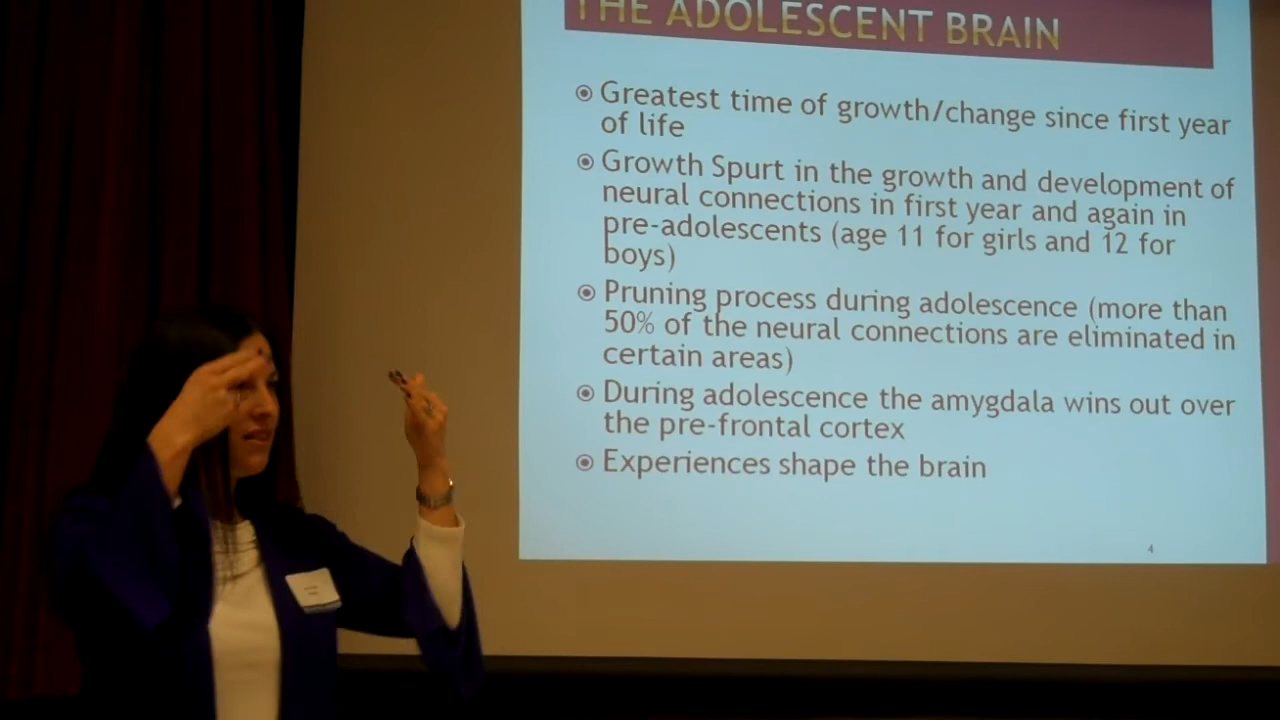 THE ADOLESCENT BRAIN
Greatest time of growth/change since first year
of life
Growth Spurt in the growth and development of
neural connections in first year and again in
pre-adolescents (age 11 for girls and 12 for
boys)
Pruning process during adolescence (more than
50% of the neural connections are eliminated in
certain areas)
During adolescence the amygdala wins out over
the pre-frontal cortex
Experiences shape the brain
4